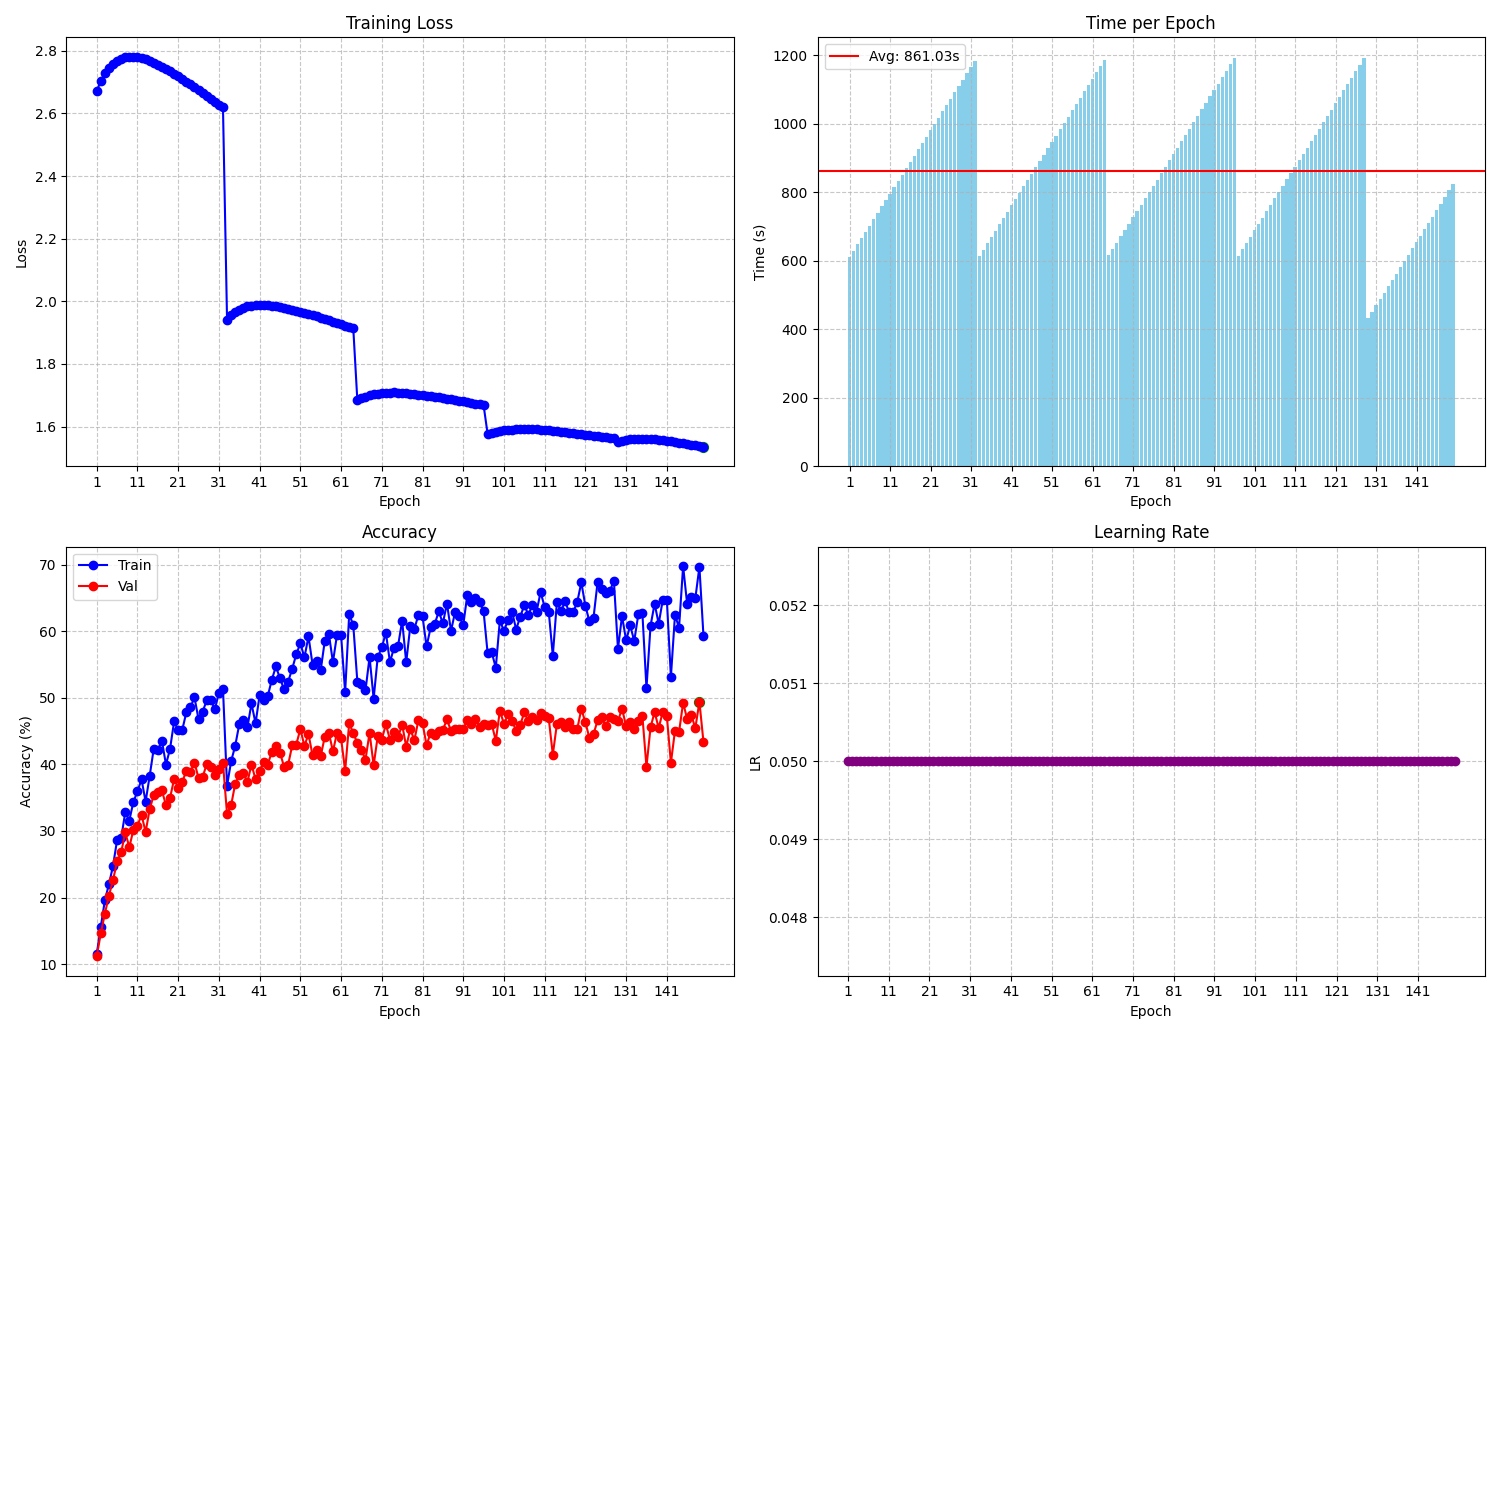 Training Loss
Loss
2.8
2.6
2.4
2.2
2.0
1.8
1.6
1 11 21 31 41 51 61 71 81 91 101 111 121 131 141
Epoch
Time per Epoch
Avg: 861.03s
Time (s)
1200
1000
800
600
400
200
0
1 11 21 31 41 51 61 71 81 91 101 111 121 131 141
Epoch
Accuracy
Train
Val
Accuracy (%)
70
60
50
40
30
20
10
1 11 21 31 41 51 61 71 81 91 101 111 121 131 141
Epoch
Learning Rate
LR
0.052
0.051
0.050
0.049
0.048
1 11 21 31 41 51 61 71 81 91 101 111 121 131 141
Epoch